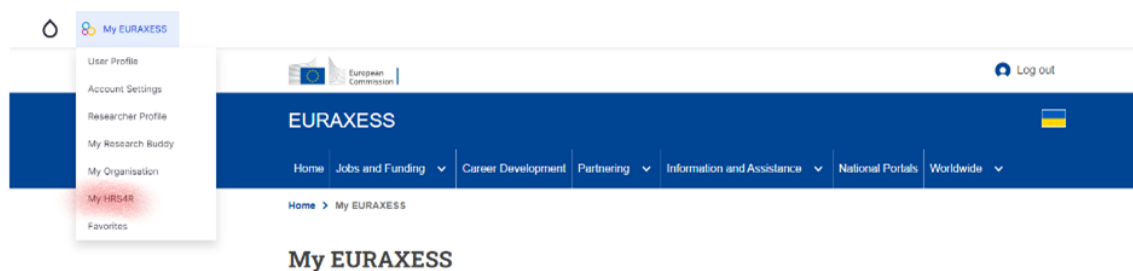 My EURAXESS
User Profile
Account Settings
Researcher Profile
My Research Buddy
My Organisation
My HRS4R
Favorites
European
Commission
Log out
EURAXESS
Home Jobs and Funding Career Development Partnering Information and Assistance National Portals Worldwide
Home > My EURAXESS
My EURAXESS